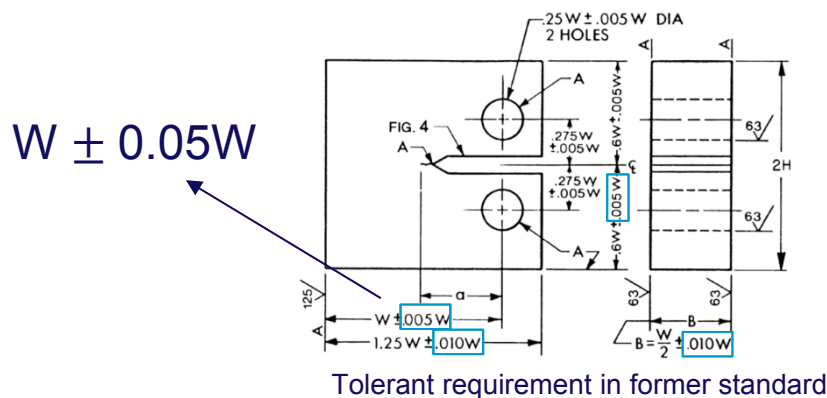 .25W ± .005W DIA
2 HOLES
A
A
A
.6W ± .005W
FIG. 4
A
.275W
±.005W
63
W ± 0.05W
℄
2H
.275W
±.005W
.6W ± .005W
63
A
125
a
63
63
W ± .005W
B
A
1.25W ± .010W
B = W/2 ± .010W
Tolerant requirement in former standard